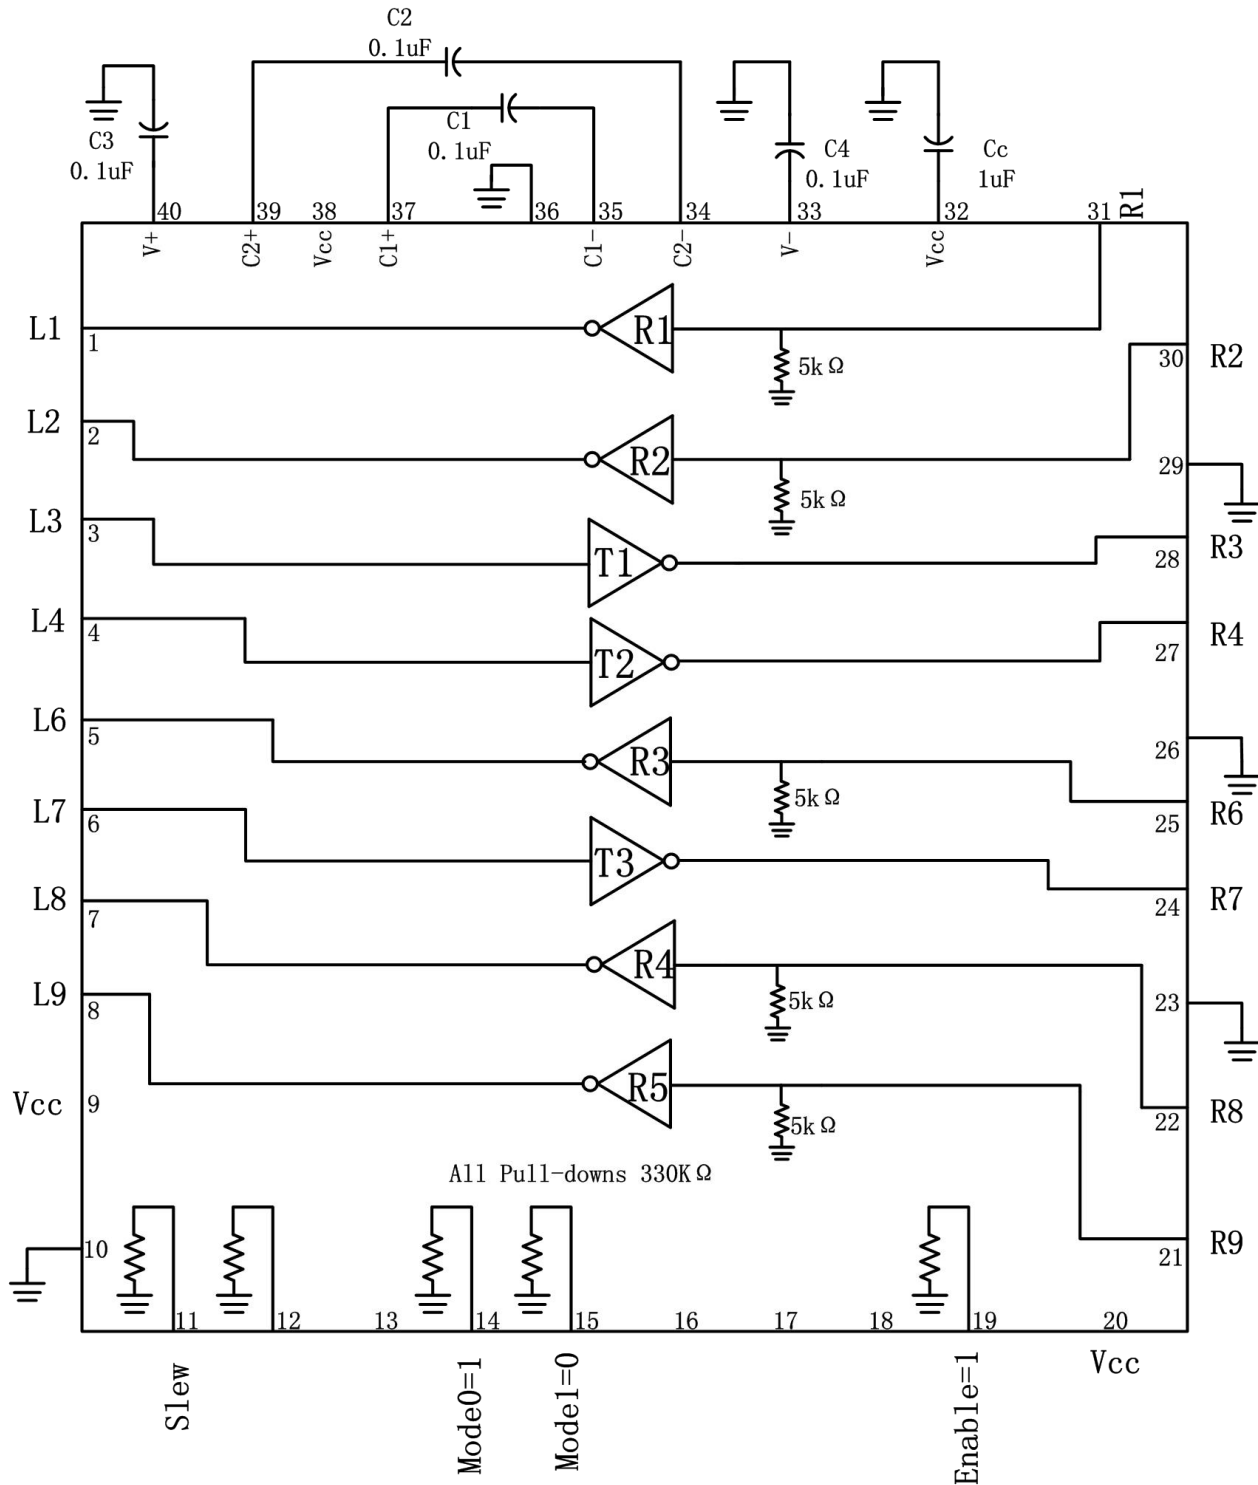 C2
0.1uF
C1
0.1uF
C3
0.1uF
C4
0.1uF
Cc
1uF
R1
40
39
38
37
36
35
34
33
32
31
V+
C2+
Vcc
C1+
C1-
C2-
V-
Vcc
L1
1
R1
5kΩ
30
R2
L2
2
R2
5kΩ
29
L3
3
T1
28
R3
L4
4
T2
27
R4
L6
5
R3
5kΩ
26
25
R6
L7
6
T3
24
R7
L8
7
R4
5kΩ
23
L9
8
R5
5kΩ
22
R8
Vcc
9
All Pull-downs 330KΩ
10
21
R9
11
12
13
14
15
16
17
18
19
20
Slew
Mode0=1
Mode1=0
Enable=1
Vcc